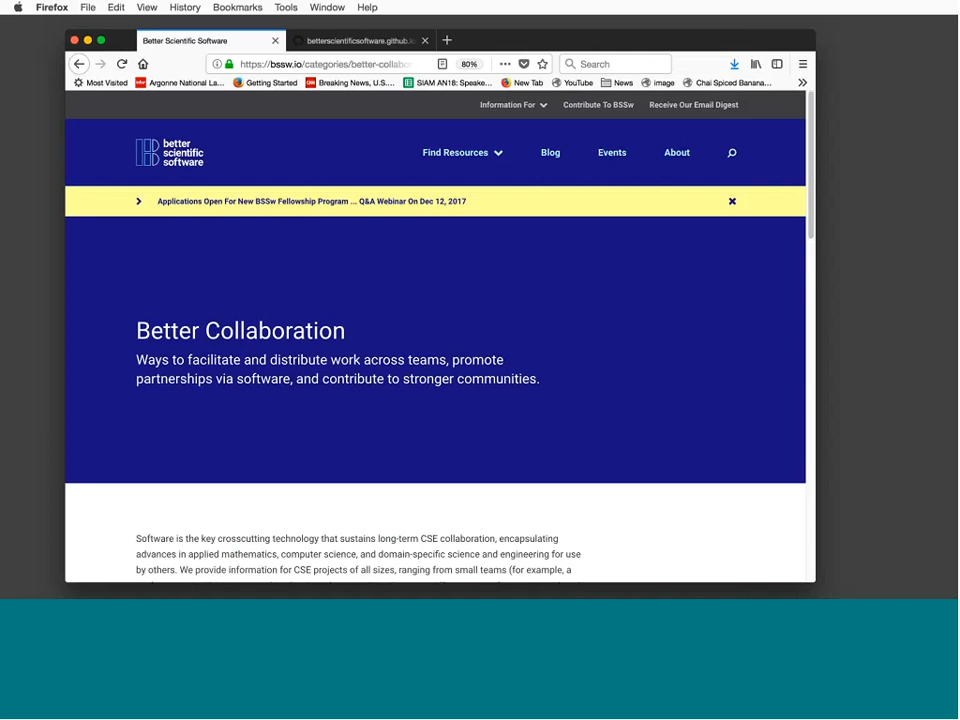 Firefox File Edit View History Bookmarks Tools Window Help
Better Scientific Software betterscientificsoftware.github.io
https://bssw.io/categories/better-collabo 80% Search
Most Visited Argonne National La... Getting Started Breaking News, U.S.... SIAM AN18: Speake... New Tab YouTube News image Chai Spiced Banana...
Information For Contribute To BSSw Receive Our Email Digest
better
scientific
software
Find Resources Blog Events About
Applications Open For New BSSw Fellowship Program ... Q&A Webinar On Dec 12, 2017
Better Collaboration
Ways to facilitate and distribute work across teams, promote
partnerships via software, and contribute to stronger communities.
Software is the key crosscutting technology that sustains long-term CSE collaboration, encapsulating
advances in applied mathematics, computer science, and domain-specific science and engineering for use
by others. We provide information for CSE projects of all sizes, ranging from small teams (for example, a